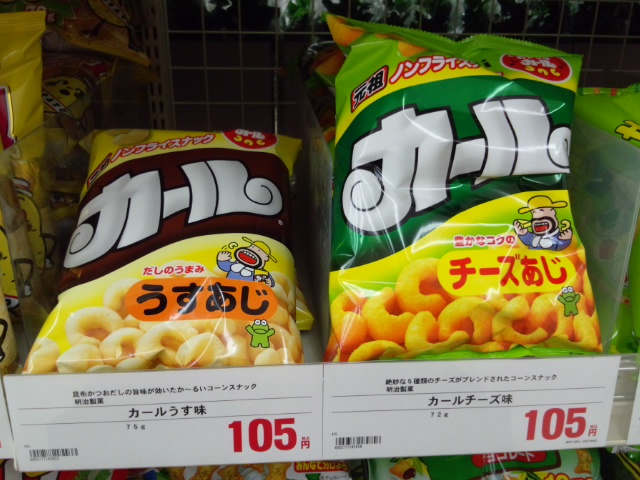 元祖 ノンフライスナック
カール
だしのうまみ
うすあじ
元祖 ノンフライスナック
カール
豊かなコクの
チーズあじ
昆布かつおだしの旨味が効いたか~るいコーンスナック
明治製菓
カールうす味
75g
105円
絶妙な5種類のチーズがブレンドされたコーンスナック
明治製菓
カールチーズ味
72g
105円